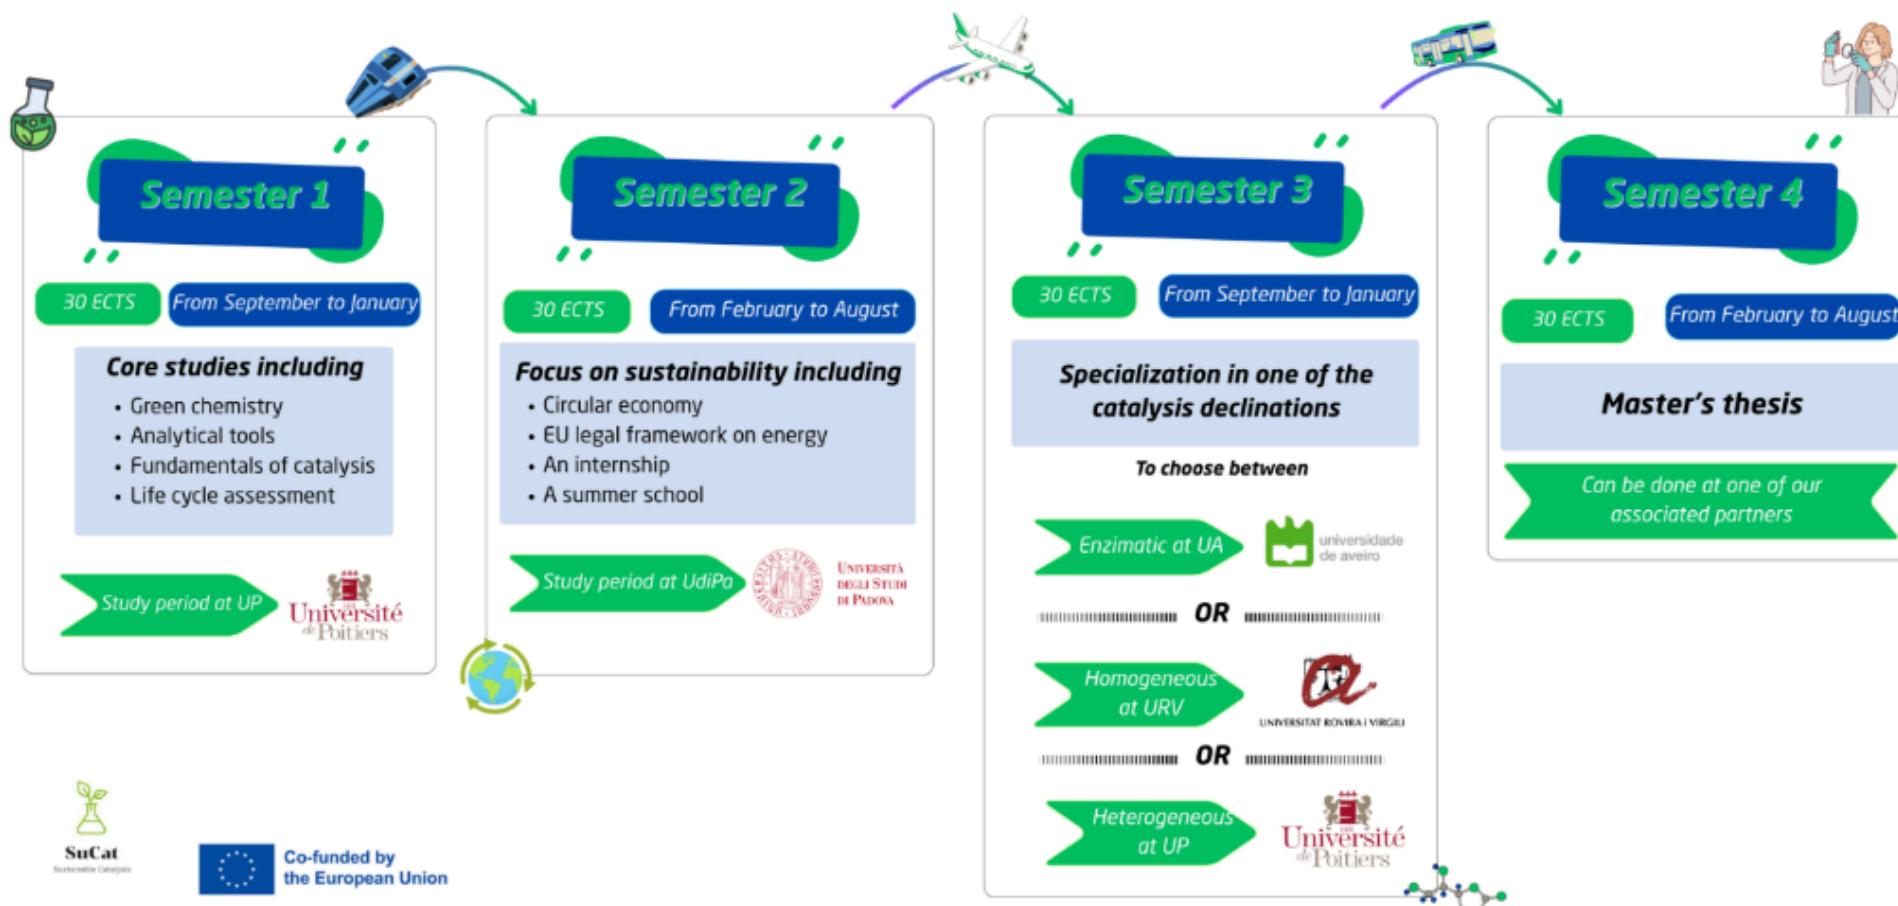 Semester 1
30 ECTS
From September to January
Core studies including
• Green chemistry
• Analytical tools
• Fundamentals of catalysis
• Life cycle assessment
Study period at UP
Université
de Poitiers
Semester 2
30 ECTS
From February to August
Focus on sustainability including
• Circular economy
• EU legal framework on energy
• An internship
• A summer school
Study period at UdiPa
UNIVERSITÀ
DEGLI STUDI
DI PADOVA
Semester 3
30 ECTS
From September to January
Specialization in one of the
catalysis declinations
To choose between
Enzimatic at UA
universidade
de aveiro
OR
Homogeneous
at URV
UNIVERSITAT ROVIRA i VIRGILI
OR
Heterogeneous
at UP
Université
de Poitiers
Semester 4
30 ECTS
From February to August
Master's thesis
Can be done at one of our
associated partners
SuCat
Sustainable Catalysis
Co-funded by
the European Union